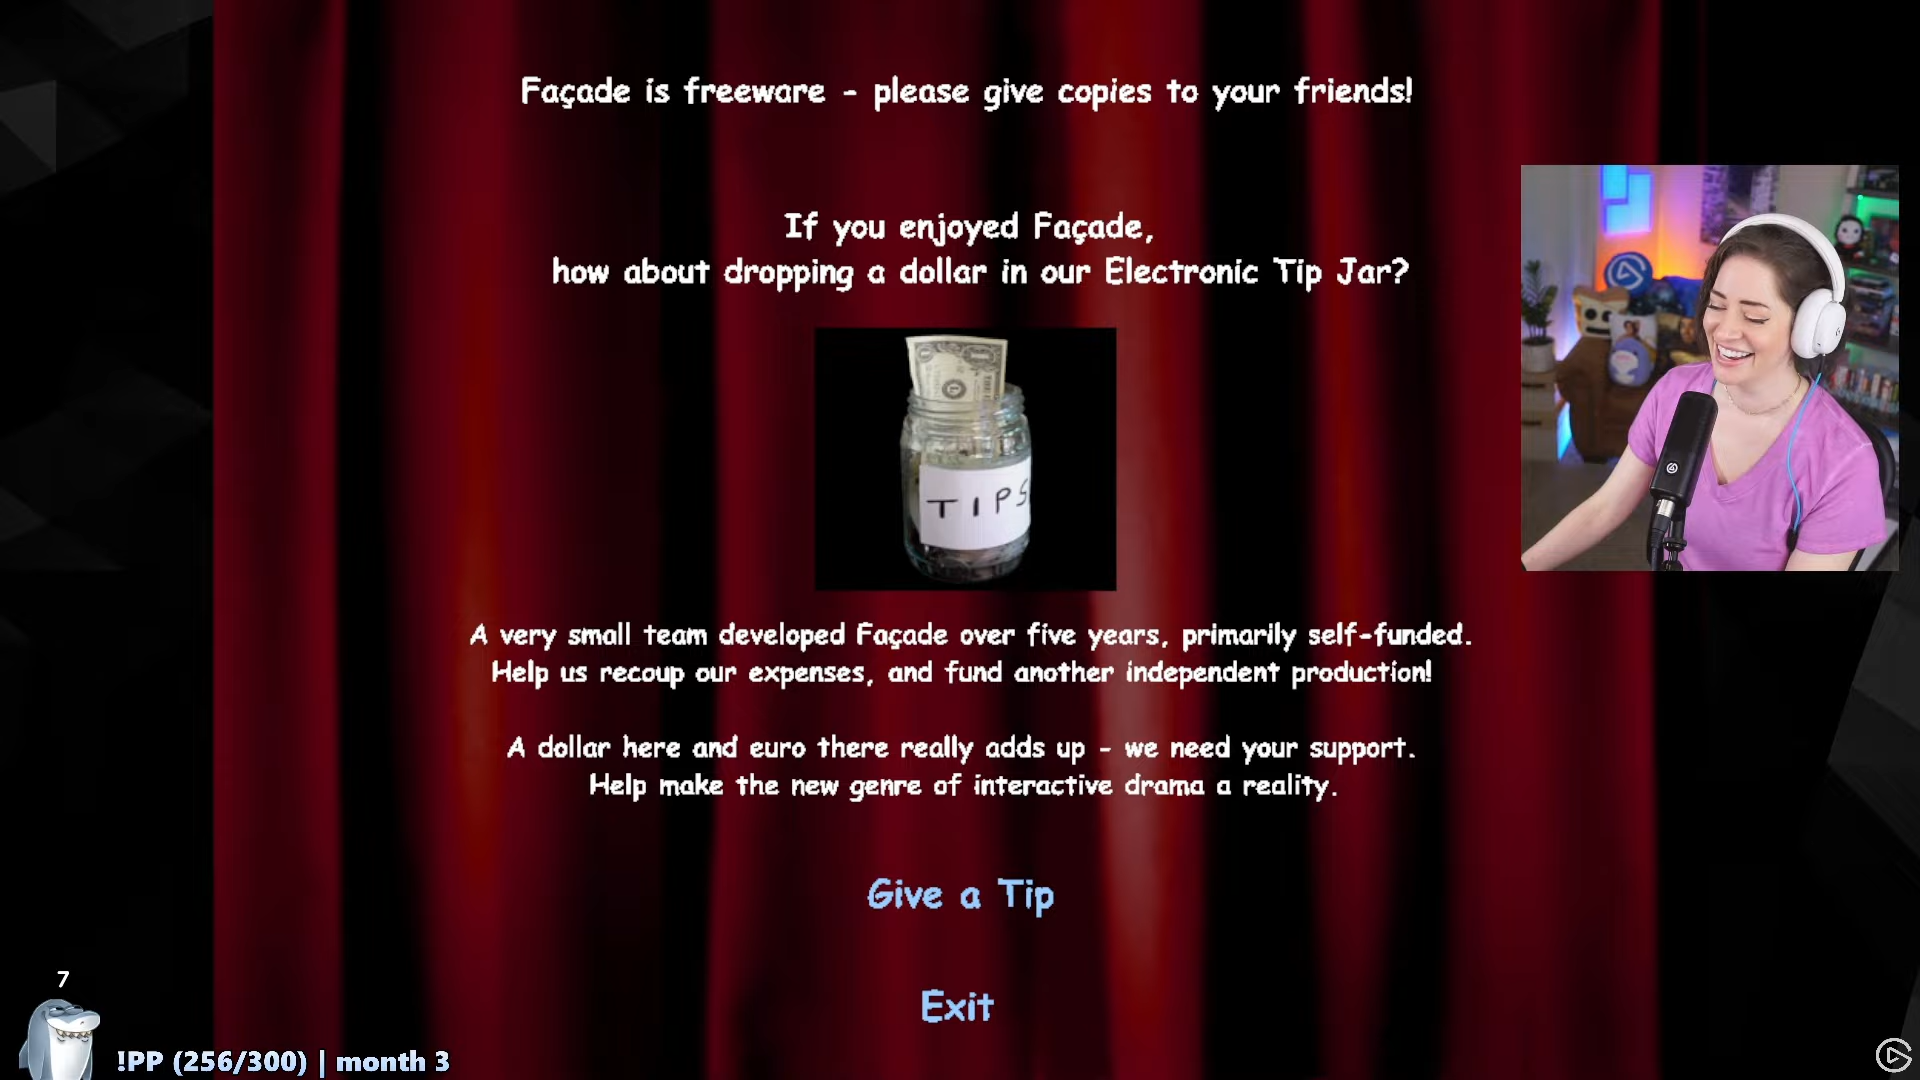 Façade is freeware - please give copies to your friends!
If you enjoyed Façade,
how about dropping a dollar in our Electronic Tip Jar?
TIPS
A very small team developed Façade over five years, primarily self-funded.
Help us recoup our expenses, and fund another independent production!
A dollar here and euro there really adds up - we need your support.
Help make the new genre of interactive drama a reality.
Give a Tip
Exit
7
!PP (256/300) | month 3